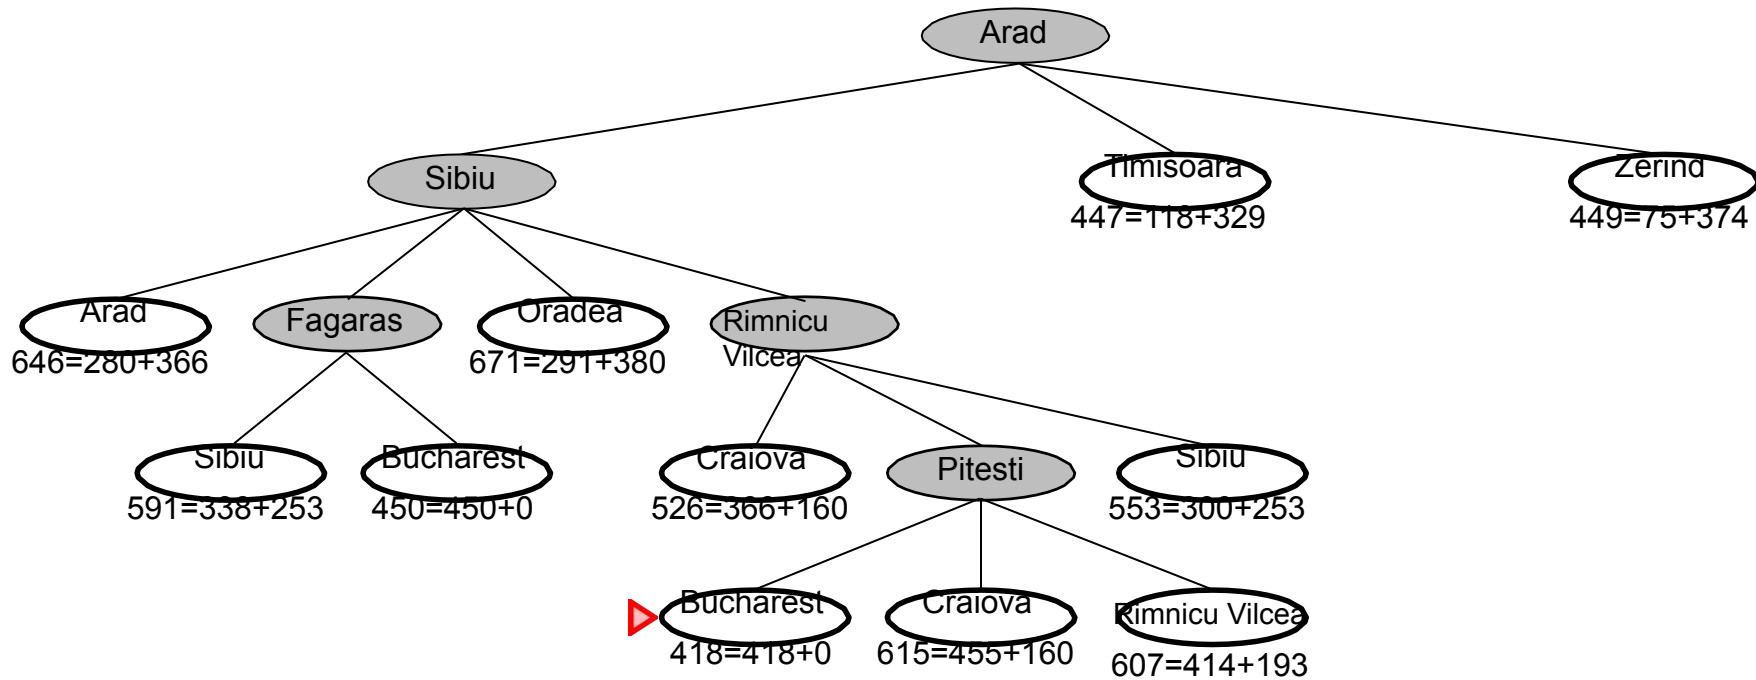 Arad
Sibiu
Timisoara
Zerind
447=118+329
449=75+374
Arad
Fagaras
Oradea
Rimnicu
Vilcea
646=280+366
671=291+380
Sibiu
Bucharest
Craiova
Pitesti
Sibiu
591=338+253
450=450+0
526=366+160
553=300+253
Bucharest
Craiova
Rimnicu Vilcea
418=418+0
615=455+160
607=414+193